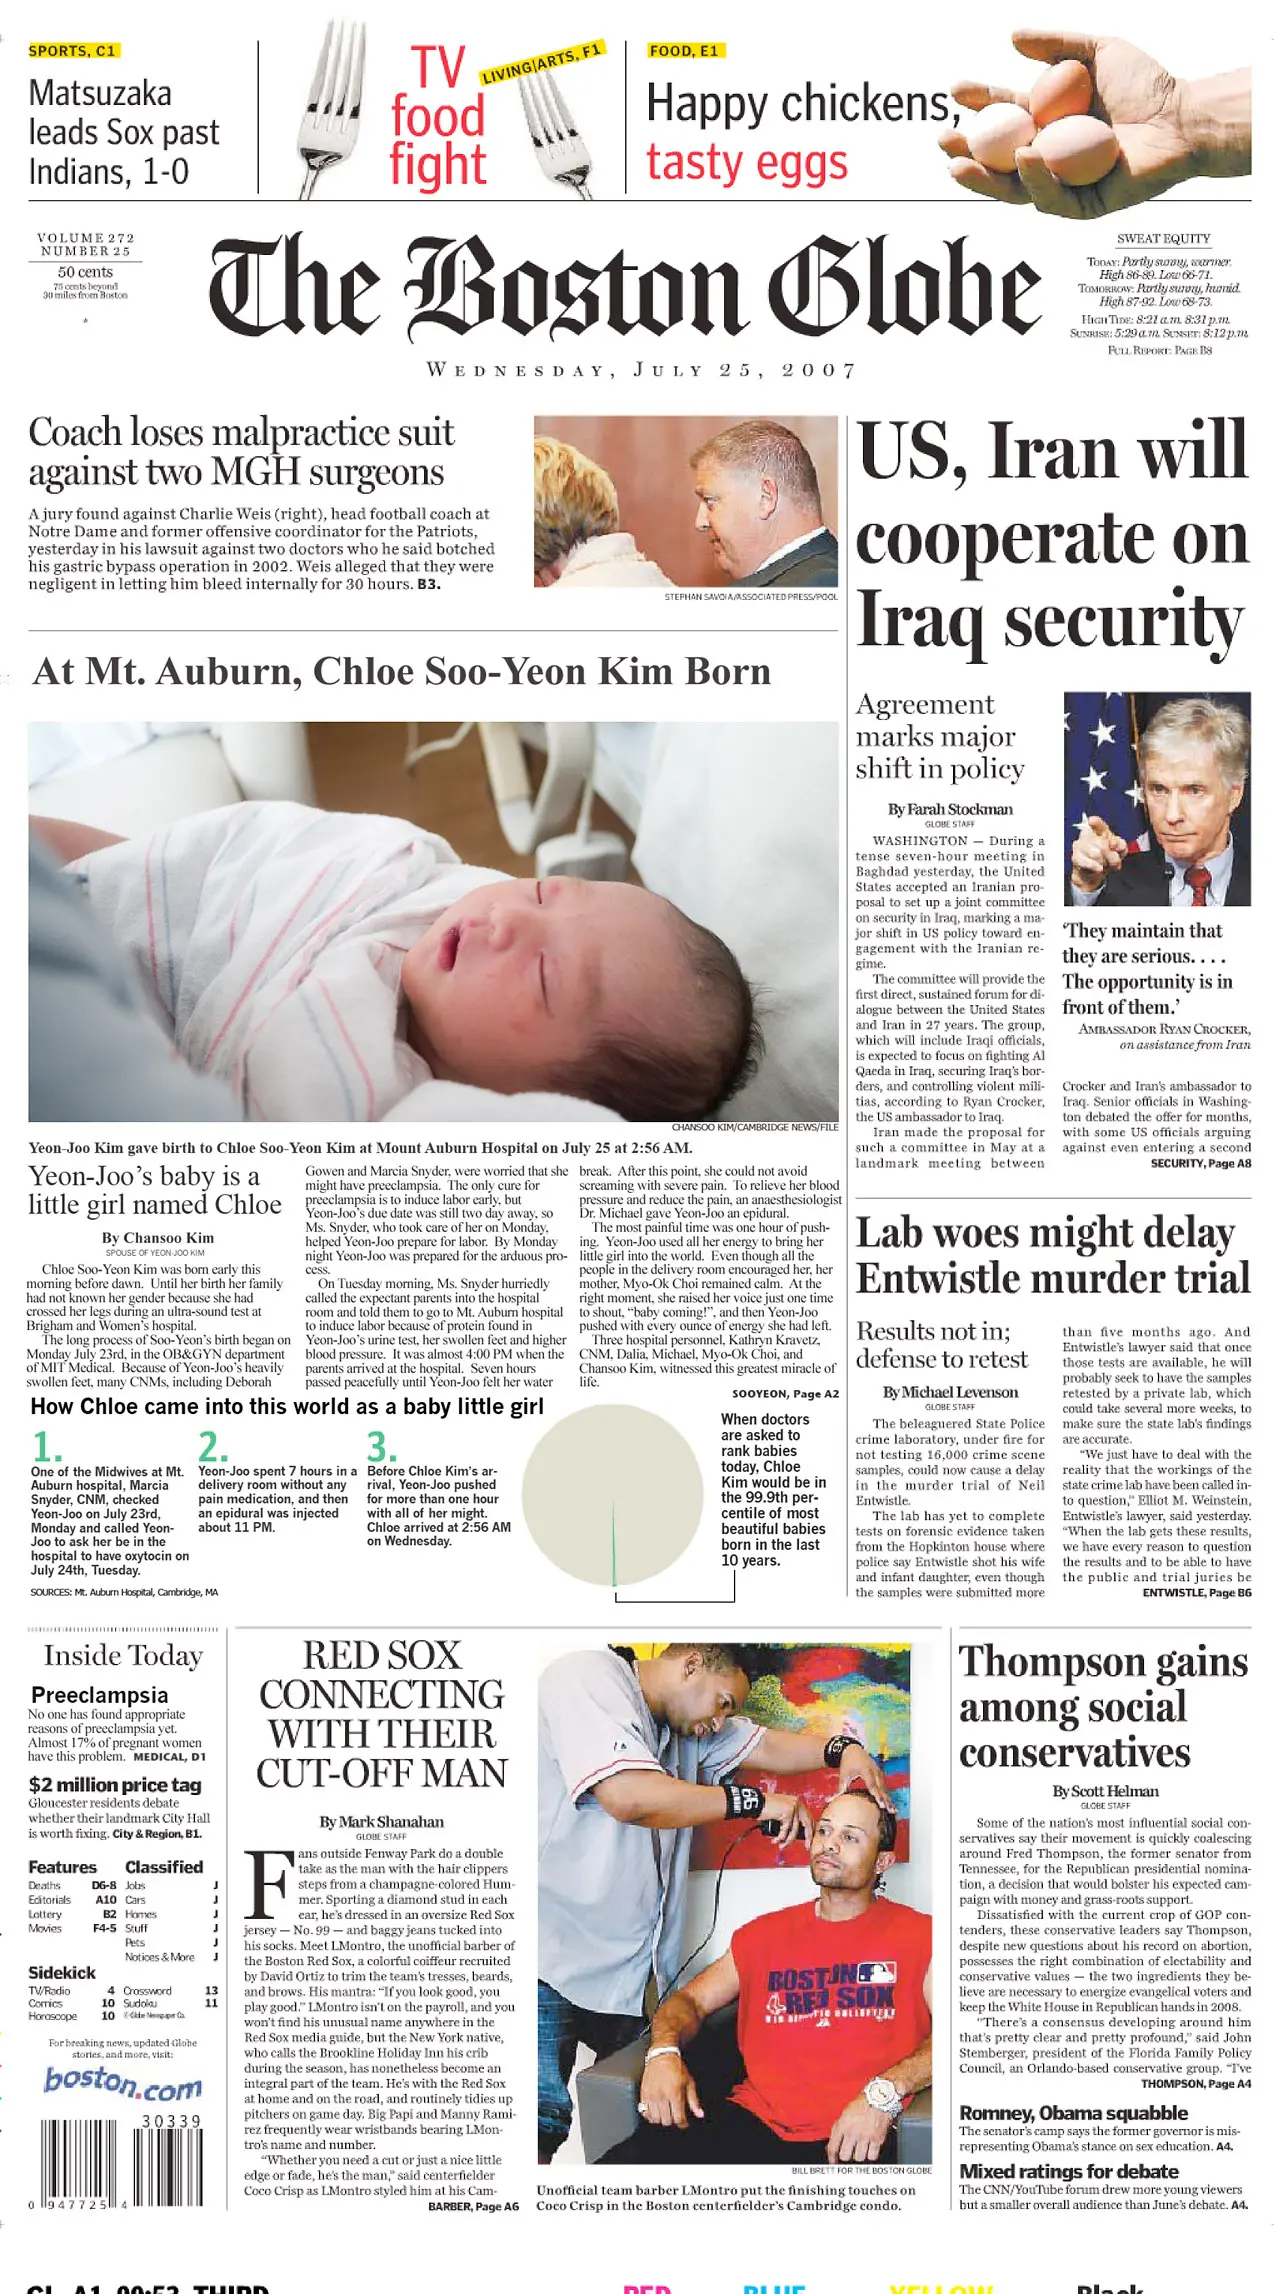 SPORTS, C1
Matsuzaka
leads Sox past
Indians, 1-0
TV
food
fight
LIVING|ARTS, F1
FOOD, E1
Happy chickens,
tasty eggs
VOLUME 272
NUMBER 25
50 cents
75 cents beyond
30 miles from Boston
*
The Boston Globe
WEDNESDAY, JULY 25, 2007
SWEAT EQUITY
TODAY: Partly sunny, warmer.
High 86-89. Low 66-71.
TOMORROW: Partly sunny, humid.
High 87-92. Low 68-73.
HIGH TIDE: 8:21 a.m. 8:31 p.m.
SUNRISE: 5:29 a.m. SUNSET: 8:12 p.m.
FULL REPORT: PAGE B8
Coach loses malpractice suit
against two MGH surgeons
A jury found against Charlie Weis (right), head football coach at
Notre Dame and former offensive coordinator for the Patriots,
yesterday in his lawsuit against two doctors who he said botched
his gastric bypass operation in 2002. Weis alleged that they were
negligent in letting him bleed internally for 30 hours. B3.
STEPHAN SAVOIA/ASSOCIATED PRESS/POOL
At Mt. Auburn, Chloe Soo-Yeon Kim Born
CHANSOO KIM/CAMBRIDGE NEWS/FILE
Yeon-Joo Kim gave birth to Chloe Soo-Yeon Kim at Mount Auburn Hospital on July 25 at 2:56 AM.
Yeon-Joo's baby is a
little girl named Chloe
By Chansoo Kim
SPOUSE OF YEON-JOO KIM
Chloe Soo-Yeon Kim was born early this
morning before dawn. Until her birth her family
had not known her gender because she had
crossed her legs during an ultra-sound test at
Brigham and Women's hospital.
The long process of Soo-Yeon's birth began on
Monday July 23rd, in the OB&GYN department
of MIT Medical. Because of Yeon-Joo's heavily
swollen feet, many CNMs, including Deborah
Gowen and Marcia Snyder, were worried that she
might have preeclampsia. The only cure for
preeclampsia is to induce labor early, but
Yeon-Joo's due date was still two day away, so
Ms. Snyder, who took care of her on Monday,
helped Yeon-Joo prepare for labor. By Monday
night Yeon-Joo was prepared for the arduous pro-
cess.
On Tuesday morning, Ms. Snyder hurriedly
called the expectant parents into the hospital
room and told them to go to Mt. Auburn hospital
to induce labor because of protein found in
Yeon-Joo's urine test, her swollen feet and higher
blood pressure. It was almost 4:00 PM when the
parents arrived at the hospital. Seven hours
passed peacefully until Yeon-Joo felt her water
break. After this point, she could not avoid
screaming with severe pain. To relieve her blood
pressure and reduce the pain, an anaesthesiologist
Dr. Michael gave Yeon-Joo an epidural.
The most painful time was one hour of push-
ing. Yeon-Joo used all her energy to bring her
little girl into the world. Even though all the
people in the delivery room encouraged her, her
mother, Myo-Ok Choi remained calm. At the
right moment, she raised her voice just one time
to shout, "baby coming!", and then Yeon-Joo
pushed with every ounce of energy she had left.
Three hospital personnel, Kathryn Kravetz,
CNM, Dalia, Michael, Myo-Ok Choi, and
Chansoo Kim, witnessed this greatest miracle of
life.
SOOYEON, Page A2
How Chloe came into this world as a baby little girl
1.
One of the Midwives at Mt.
Auburn hospital, Marcia
Snyder, CNM, checked
Yeon-Joo on July 23rd,
Monday and called Yeon-
Joo to ask her be in the
hospital to have oxytocin on
July 24th, Tuesday.
2.
Yeon-Joo spent 7 hours in a
delivery room without any
pain medication, and then
an epidural was injected
about 11 PM.
3.
Before Chloe Kim's ar-
rival, Yeon-Joo pushed
for more than one hour
with all of her might.
Chloe arrived at 2:56 AM
on Wednesday.
When doctors
are asked to
rank babies
today, Chloe
Kim would be in
the 99.9th per-
centile of most
beautiful babies
born in the last
10 years.
SOURCES: Mt. Auburn Hospital, Cambridge, MA
US, Iran will
cooperate on
Iraq security
Agreement
marks major
shift in policy
By Farah Stockman
GLOBE STAFF
WASHINGTON — During a
tense seven-hour meeting in
Baghdad yesterday, the United
States accepted an Iranian pro-
posal to set up a joint committee
on security in Iraq, marking a ma-
jor shift in US policy toward en-
gagement with the Iranian re-
gime.
The committee will provide the
first direct, sustained forum for di-
alogue between the United States
and Iran in 27 years. The group,
which will include Iraqi officials,
is expected to focus on fighting Al
Qaeda in Iraq, securing Iraq's bor-
ders, and controlling violent mili-
tias, according to Ryan Crocker,
the US ambassador to Iraq.
Iran made the proposal for
such a committee in May at a
landmark meeting between
'They maintain that
they are serious. . . .
The opportunity is in
front of them.'
AMBASSADOR RYAN CROCKER,
on assistance from Iran
Crocker and Iran's ambassador to
Iraq. Senior officials in Washing-
ton debated the offer for months,
with some US officials arguing
against even entering a second
SECURITY, Page A8
Lab woes might delay
Entwistle murder trial
Results not in;
defense to retest
By Michael Levenson
GLOBE STAFF
The beleaguered State Police
crime laboratory, under fire for
not testing 16,000 crime scene
samples, could now cause a delay
in the murder trial of Neil
Entwistle.
The lab has yet to complete
tests on forensic evidence taken
from the Hopkinton house where
police say Entwistle shot his wife
and infant daughter, even though
the samples were submitted more
than five months ago. And
Entwistle's lawyer said that once
those tests are available, he will
probably seek to have the samples
retested by a private lab, which
could take several more weeks, to
make sure the state lab's findings
are accurate.
"We just have to deal with the
reality that the workings of the
state crime lab have been called in-
to question," Elliot M. Weinstein,
Entwistle's lawyer, said yesterday.
"When the lab gets these results,
we have every reason to question
the results and to be able to have
the public and trial juries be
ENTWISTLE, Page B6
Inside Today
Preeclampsia
No one has found appropriate
reasons of preeclampsia yet.
Almost 17% of pregnant women
have this problem. MEDICAL, D1
$2 million price tag
Gloucester residents debate
whether their landmark City Hall
is worth fixing. City & Region, B1.
Features
Deaths D6-8
Editorials A10
Lottery B2
Movies F4-5
Classified
Jobs J
Cars J
Homes J
Stuff J
Pets J
Notices & More J
Sidekick
TV/Radio 4
Comics 10
Horoscope 10
Crossword 13
Sudoku 11
© Globe Newspaper Co.
For breaking news, updated Globe
stories, and more, visit:
boston.com
30339
0 947725 4
RED SOX
CONNECTING
WITH THEIR
CUT-OFF MAN
By Mark Shanahan
GLOBE STAFF
Fans outside Fenway Park do a double
take as the man with the hair clippers
steps from a champagne-colored Hum-
mer. Sporting a diamond stud in each
ear, he's dressed in an oversize Red Sox
jersey — No. 99 — and baggy jeans tucked into
his socks. Meet LMontro, the unofficial barber of
the Boston Red Sox, a colorful coiffeur recruited
by David Ortiz to trim the team's tresses, beards,
and brows. His mantra: "If you look good, you
play good." LMontro isn't on the payroll, and you
won't find his unusual name anywhere in the
Red Sox media guide, but the New York native,
who calls the Brookline Holiday Inn his crib
during the season, has nonetheless become an
integral part of the team. He's with the Red Sox
at home and on the road, and routinely tidies up
pitchers on game day. Big Papi and Manny Rami-
rez frequently wear wristbands bearing LMon-
tro's name and number.
"Whether you need a cut or just a nice little
edge or fade, he's the man," said centerfielder
Coco Crisp as LMontro styled him at his Cam-
BARBER, Page A6
99
BOSTON
RED SOX
BILL BRETT FOR THE BOSTON GLOBE
Unofficial team barber LMontro put the finishing touches on
Coco Crisp in the Boston centerfielder's Cambridge condo.
Thompson gains
among social
conservatives
By Scott Helman
GLOBE STAFF
Some of the nation's most influential social con-
servatives say their movement is quickly coalescing
around Fred Thompson, the former senator from
Tennessee, for the Republican presidential nomina-
tion, a decision that would bolster his expected cam-
paign with money and grass-roots support.
Dissatisfied with the current crop of GOP con-
tenders, these conservative leaders say Thompson,
despite new questions about his record on abortion,
possesses the right combination of electability and
conservative values — the two ingredients they be-
lieve are necessary to energize evangelical voters and
keep the White House in Republican hands in 2008.
"There's a consensus developing around him
that's pretty clear and pretty profound," said John
Stemberger, president of the Florida Family Policy
Council, an Orlando-based conservative group. "I've
THOMPSON, Page A4
Romney, Obama squabble
The senator's camp says the former governor is mis-
representing Obama's stance on sex education. A4.
Mixed ratings for debate
The CNN/YouTube forum drew more young viewers
but a smaller overall audience than June's debate. A4.
GL A1 00:53 THIRD
RED BLUE YELLOW Black